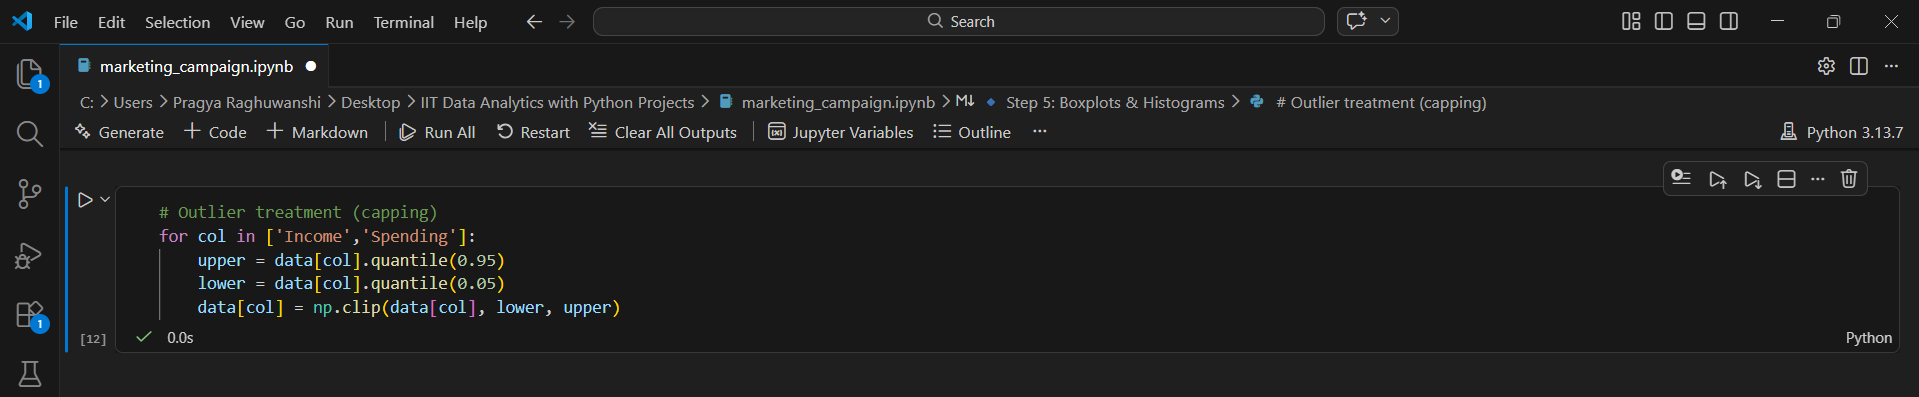 File Edit Selection View Go Run Terminal Help Search
marketing_campaign.ipynb
1
C: > Users > Pragya Raghuwanshi > Desktop > IIT Data Analytics with Python Projects > marketing_campaign.ipynb > M↓ Step 5: Boxplots & Histograms > # Outlier treatment (capping)
Generate + Code + Markdown Run All Restart Clear All Outputs Jupyter Variables Outline ··· Python 3.13.7
# Outlier treatment (capping)
for col in ['Income','Spending']:
    upper = data[col].quantile(0.95)
    lower = data[col].quantile(0.05)
    data[col] = np.clip(data[col], lower, upper)
1
[12] 0.0s Python